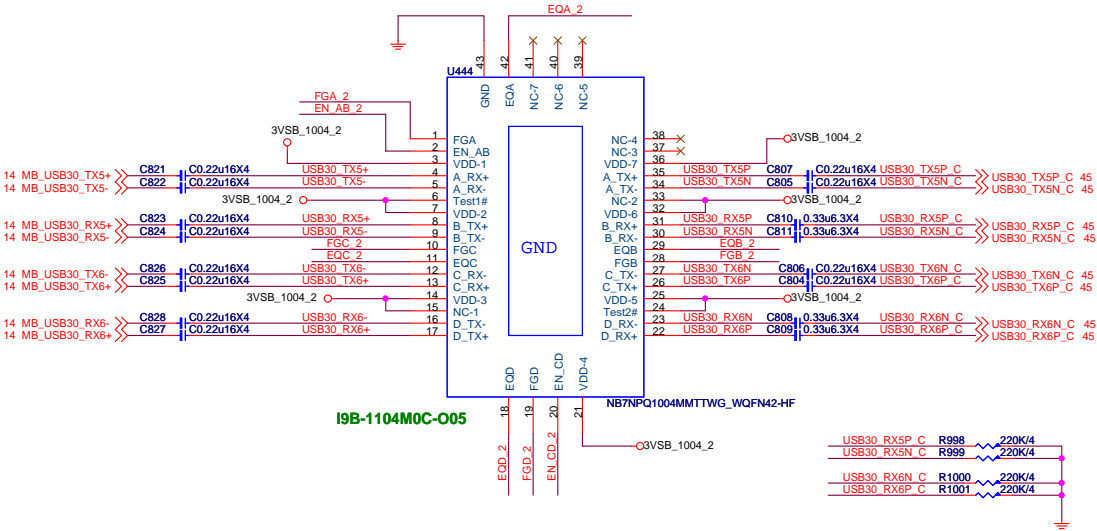 EQA_2
43 42 41 40 39
U444
GND EQA NC-7 NC-6 NC-5
FGA_2
EN_AB_2
3VSB_1004_2
1 FGA NC-4 38
2 EN_AB NC-3 37
3 VDD-1 VDD-7 36 3VSB_1004_2
14 MB_USB30_TX5+ C821 C0.22u16X4 USB30_TX5+ 4 A_RX+ A_TX+ 35 USB30_TX5P C807 C0.22u16X4 USB30_TX5P_C USB30_TX5P_C 45
14 MB_USB30_TX5- C822 C0.22u16X4 USB30_TX5- 5 A_RX- A_TX- 34 USB30_TX5N C805 C0.22u16X4 USB30_TX5N_C USB30_TX5N_C 45
3VSB_1004_2 6 Test1# NC-2 33 3VSB_1004_2
7 VDD-2 VDD-6 32
14 MB_USB30_RX5+ C823 C0.22u16X4 USB30_RX5+ 8 B_TX+ B_RX+ 31 USB30_RX5P C810 0.33u6.3X4 USB30_RX5P_C USB30_RX5P_C 45
14 MB_USB30_RX5- C824 C0.22u16X4 USB30_RX5- 9 B_TX- B_RX- 30 USB30_RX5N C811 0.33u6.3X4 USB30_RX5N_C USB30_RX5N_C 45
FGC_2 10 FGC EQB 29 EQB_2
EQC_2 11 EQC FGB 28 FGB_2
GND
14 MB_USB30_TX6- C826 C0.22u16X4 USB30_TX6- 12 C_RX- C_TX- 27 USB30_TX6N C806 C0.22u16X4 USB30_TX6N_C USB30_TX6N_C 45
14 MB_USB30_TX6+ C825 C0.22u16X4 USB30_TX6+ 13 C_RX+ C_TX+ 26 USB30_TX6P C804 C0.22u16X4 USB30_TX6P_C USB30_TX6P_C 45
3VSB_1004_2 14 VDD-3 VDD-5 25 3VSB_1004_2
15 NC-1 Test2# 24
14 MB_USB30_RX6- C828 C0.22u16X4 USB30_RX6- 16 D_TX- D_RX- 23 USB30_RX6N C808 0.33u6.3X4 USB30_RX6N_C USB30_RX6N_C 45
14 MB_USB30_RX6+ C827 C0.22u16X4 USB30_RX6+ 17 D_TX+ D_RX+ 22 USB30_RX6P C809 0.33u6.3X4 USB30_RX6P_C USB30_RX6P_C 45
EQD FGD EN_CD VDD-4
NB7NPQ1004MMTTWG_WQFN42-HF
18 19 20 21
I9B-1104M0C-O05
EQD_2 FGD_2 EN_CD_2
3VSB_1004_2
USB30_RX5P_C R998 220K/4
USB30_RX5N_C R999 220K/4
USB30_RX6N_C R1000 220K/4
USB30_RX6P_C R1001 220K/4